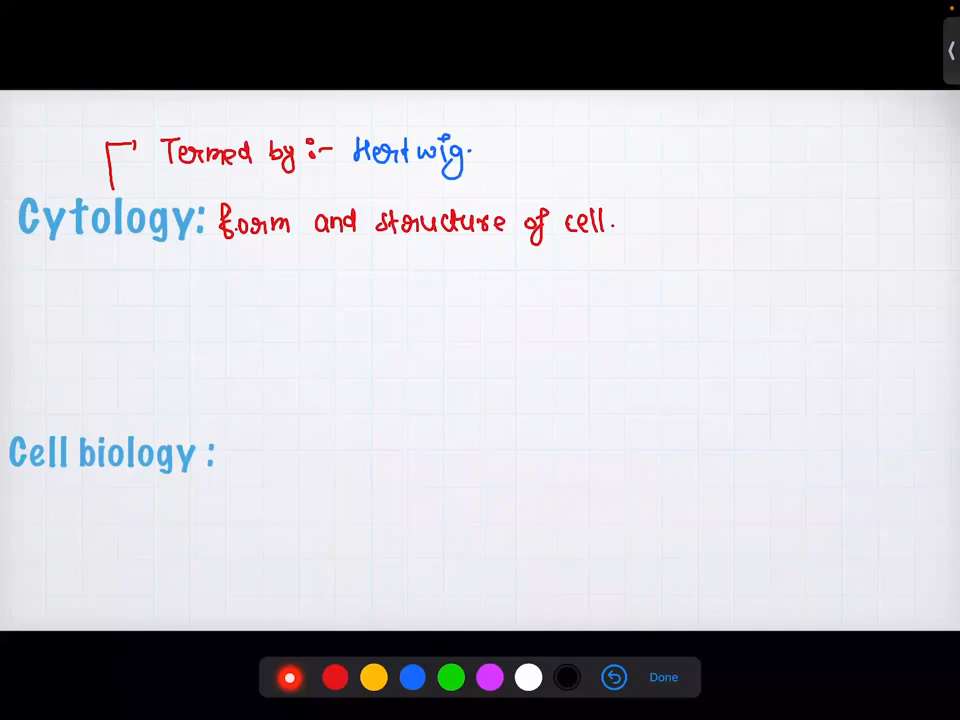 Termed by :- Hertwig.
Cytology: form and structure of cell.
Cell biology :
Done